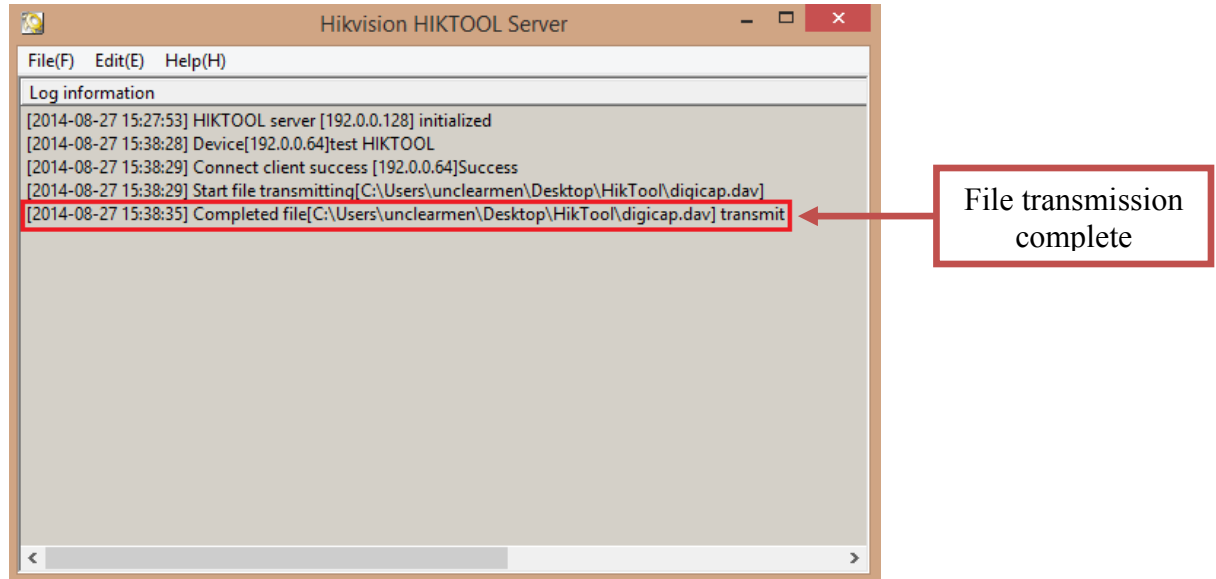 Hikvision HIKTOOL Server
File(F) Edit(E) Help(H)
Log information
[2014-08-27 15:27:53] HIKTOOL server [192.0.0.128] initialized
[2014-08-27 15:38:28] Device[192.0.0.64]test HIKTOOL
[2014-08-27 15:38:29] Connect client success [192.0.0.64]Success
[2014-08-27 15:38:29] Start file transmitting[C:\Users\unclearmen\Desktop\HikTool\digicap.dav]
[2014-08-27 15:38:35] Completed file[C:\Users\unclearmen\Desktop\HikTool\digicap.dav] transmit
File transmission
complete